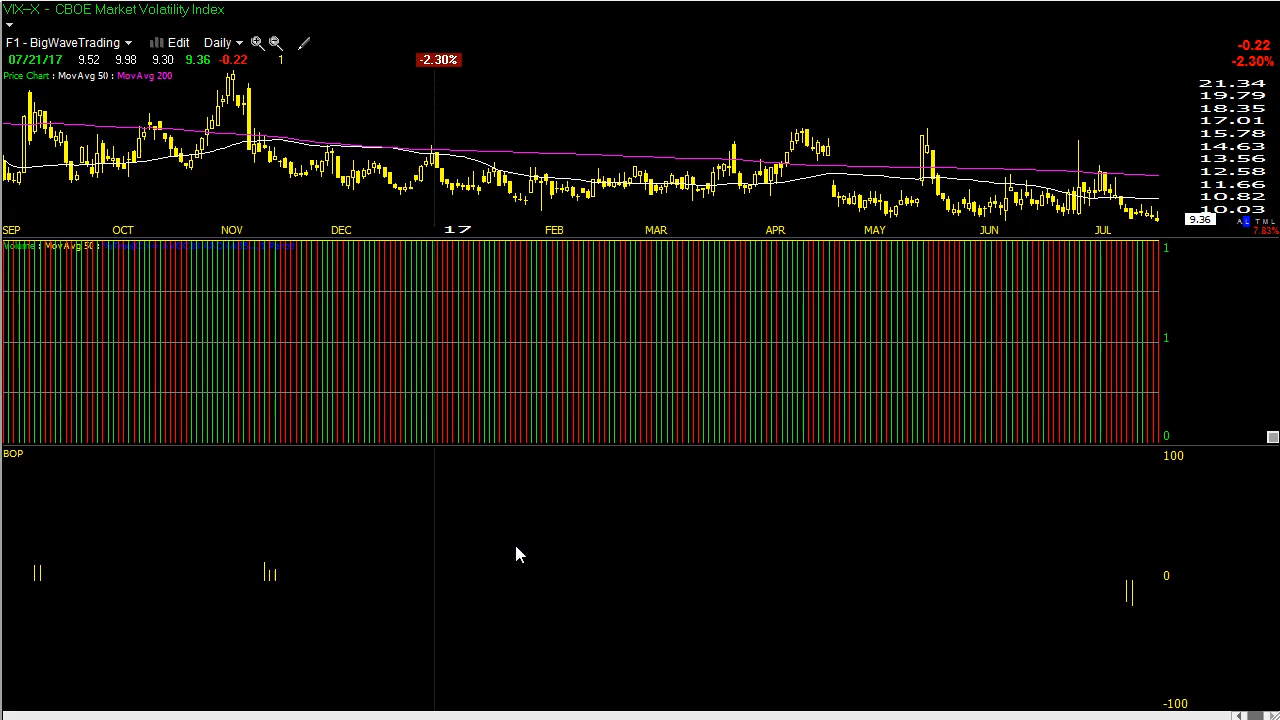 VIX--X - CBOE Market Volatility Index
F1 - BigWaveTrading Edit Daily
-0.22
07/21/17 9.52 9.98 9.30 9.36 -0.22 1 -2.30%
-2.30%
Price Chart : MovAvg 50 : MovAvg 200
21.34
19.79
18.35
17.01
15.78
14.63
13.56
12.58
11.66
10.82
10.03
9.36
A L T M L
SEP OCT NOV DEC 17 FEB MAR APR MAY JUN JUL
7.83%
Volume : MovAvg 50 :
1
1
0
BOP
100
0
-100